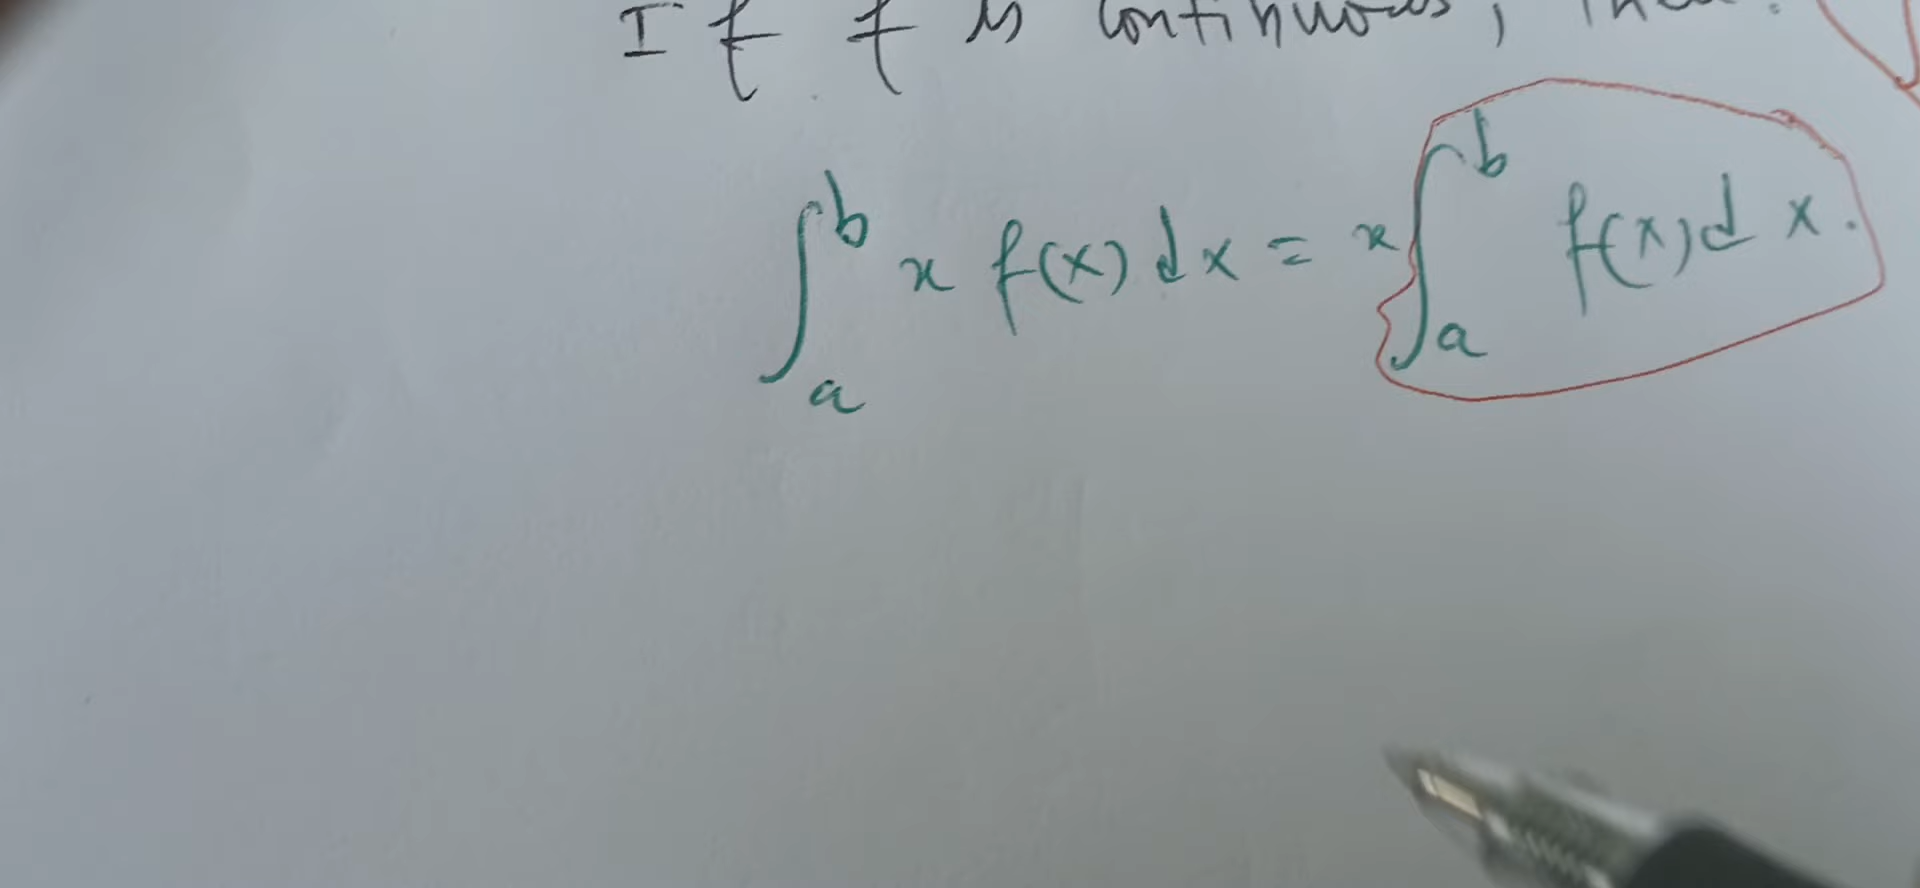 If f is continuous, then:
∫_a^b x f(x) dx = x ∫_a^b f(x) dx.